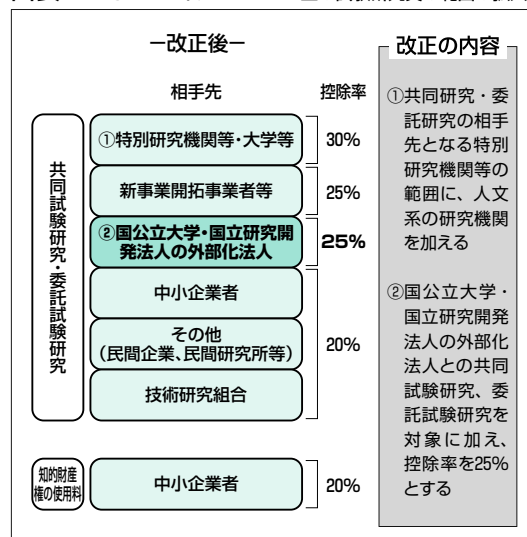 －改正後－
相手先
控除率
共同試験研究・委託試験研究
①特別研究機関等・大学等
30%
新事業開拓事業者等
25%
②国公立大学・国立研究開
発法人の外部化法人
25%
中小企業者
その他
（民間企業、民間研究所等）
20%
技術研究組合
知的財産
権の使用料
中小企業者
20%
改正の内容
①共同研究・委
託研究の相手
先となる特別
研究機関等の
範囲に、人文
系の研究機関
を加える
②国公立大学・
国立研究開発
法人の外部化
法人との共同
試験研究、委
託試験研究を
対象に加え、
控除率を25%
とする